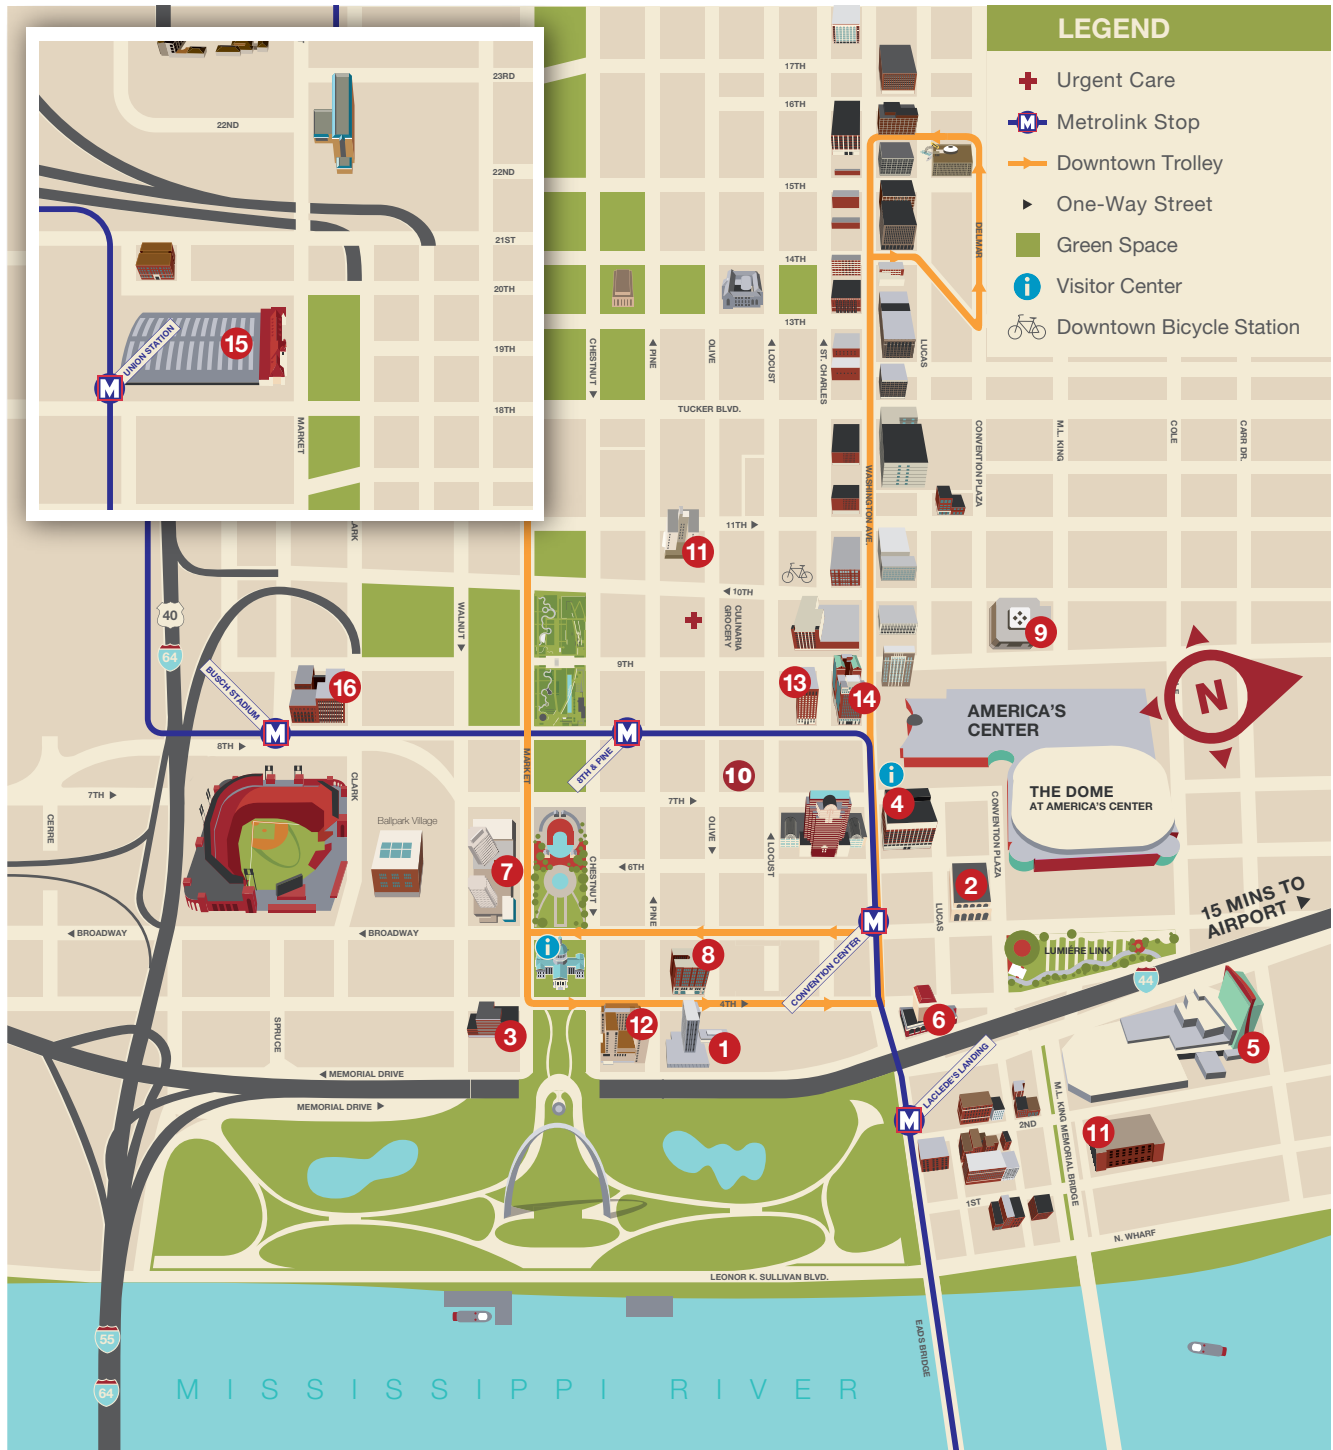 LEGEND
Urgent Care
M Metrolink Stop
Downtown Trolley
One-Way Street
Green Space
i Visitor Center
Downtown Bicycle Station
23RD
22ND
22ND
21ST
20TH
19TH
18TH
15
UNION STATION
M
MARKET
17TH
16TH
15TH
14TH
13TH
DELMAR
CHESTNUT
PINE
OLIVE
LOCUST
ST. CHARLES
LUCAS
TUCKER BLVD.
CONVENTION PLAZA
M.L. KING
COLE
CARR DR.
WASHINGTON AVE.
11TH
11
10TH
CULINARIA
GROCERY
9TH
9
40
64
WALNUT
BUSCH STADIUM
16
M
8TH
13
14
AMERICA'S
CENTER
N
8TH & PINE
M
MARKET
10
i
4
7TH
7TH
CERRE
CLARK
Ballpark Village
7
CHESTNUT
6TH
PINE
OLIVE
LOCUST
CONVENTION PLAZA
THE DOME
AT AMERICA'S CENTER
2
LUCAS
15 MINS TO
AIRPORT
BROADWAY
BROADWAY
M
CONVENTION CENTER
LUMIÈRE LINK
44
i
8
4TH
3
12
1
6
5
SPRUCE
MEMORIAL DRIVE
MEMORIAL DRIVE
LACLEDE'S LANDING
M
2ND
M.L. KING MEMORIAL BRIDGE
11
1ST
N. WHARF
LEONOR K. SULLIVAN BLVD.
EADS BRIDGE
55
64
MISSISSIPPI RIVER